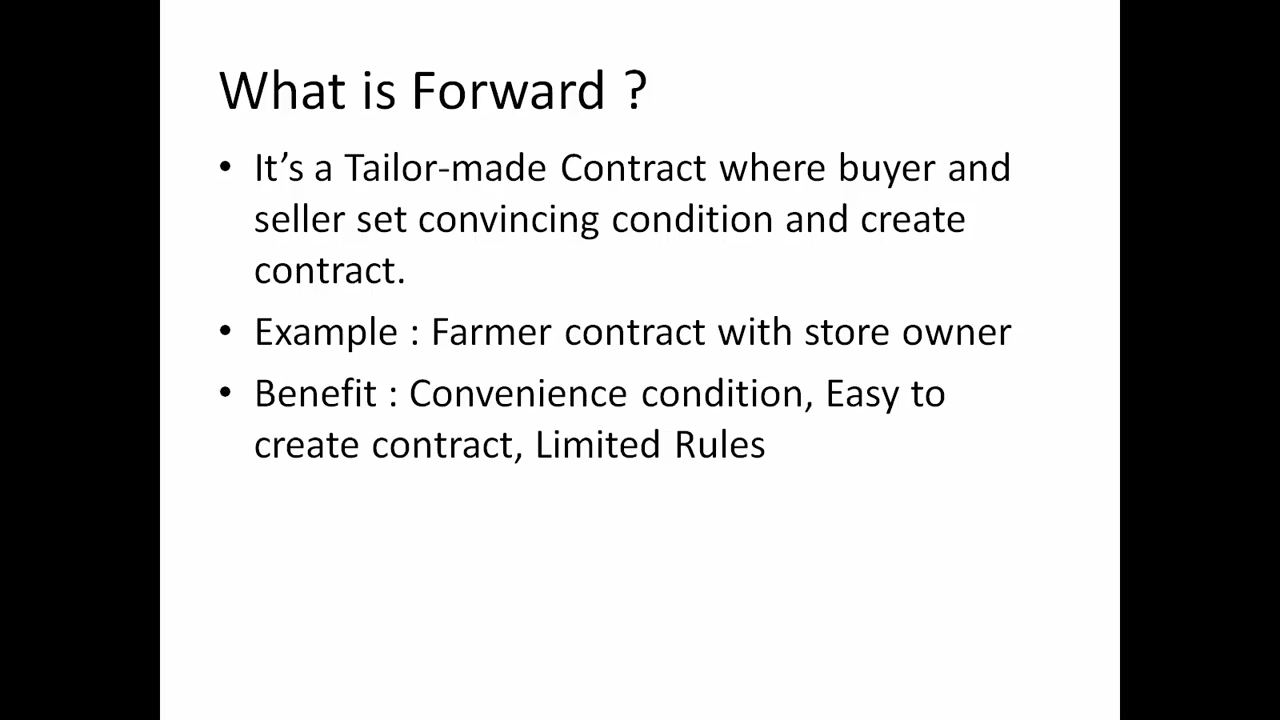 What is Forward ?
• It’s a Tailor-made Contract where buyer and
seller set convincing condition and create
contract.
• Example : Farmer contract with store owner
• Benefit : Convenience condition, Easy to
create contract, Limited Rules